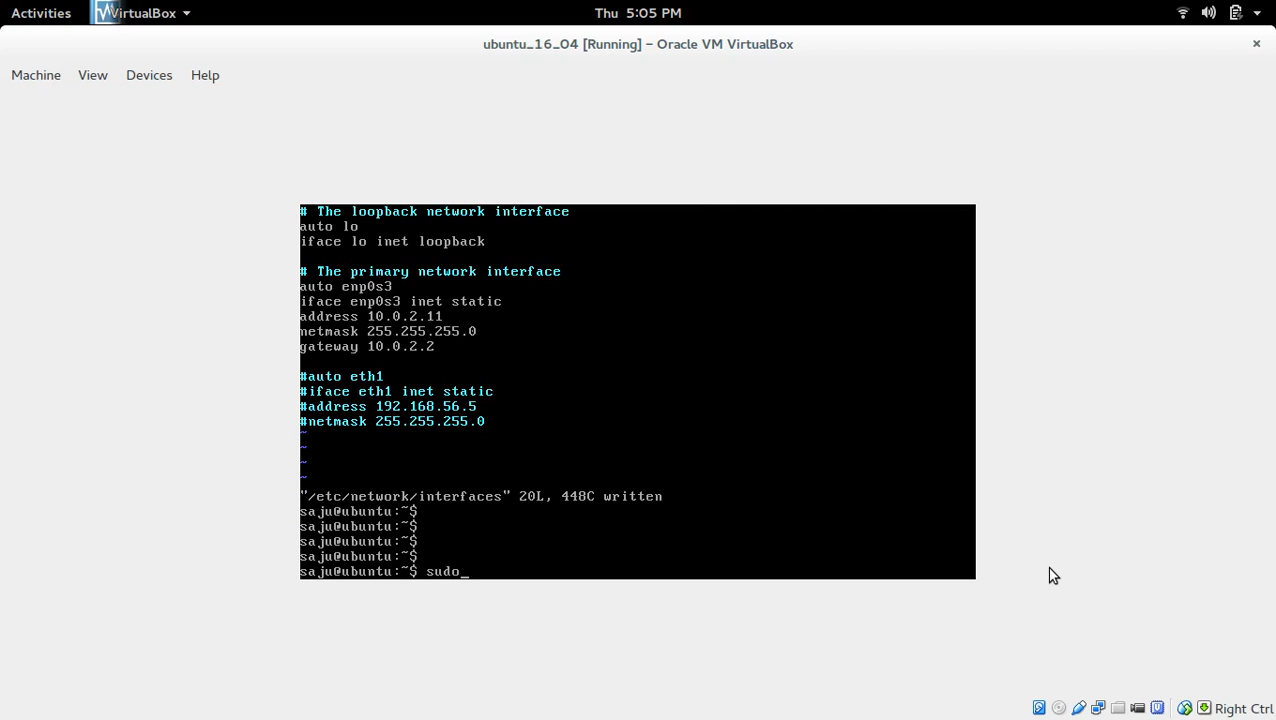 Activities VirtualBox Thu 5:05 PM
ubuntu_16_04 [Running] – Oracle VM VirtualBox ×
Machine View Devices Help
# The loopback network interface
auto lo
iface lo inet loopback
# The primary network interface
auto enp0s3
iface enp0s3 inet static
address 10.0.2.11
netmask 255.255.255.0
gateway 10.0.2.2
#auto eth1
#iface eth1 inet static
#address 192.168.56.5
#netmask 255.255.255.0
~
~
~
~
"/etc/network/interfaces" 20L, 448C written
saju@ubuntu:~$
saju@ubuntu:~$
saju@ubuntu:~$
saju@ubuntu:~$
saju@ubuntu:~$ sudo_
Right Ctrl